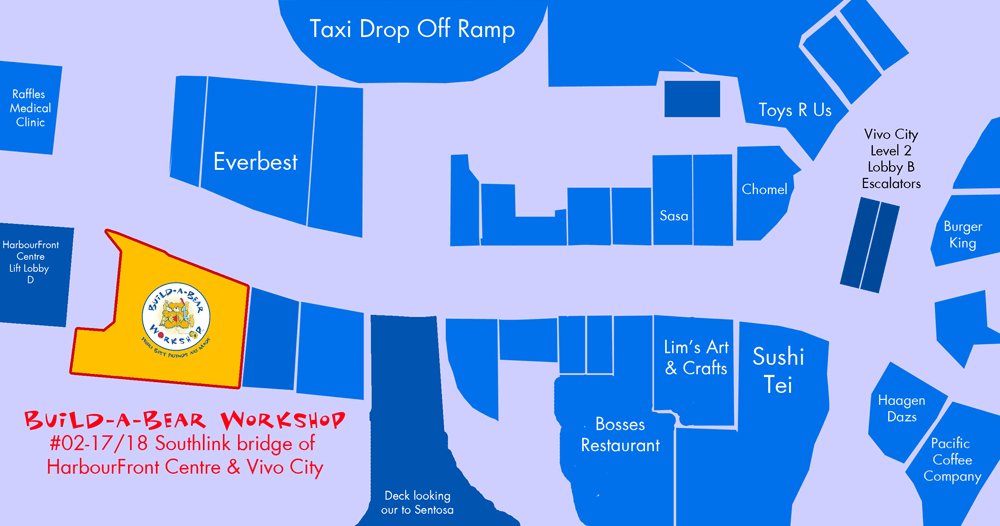 Taxi Drop Off Ramp
Raffles
Medical
Clinic
Everbest
Toys R Us
Vivo City
Level 2
Lobby B
Escalators
Chomel
Sasa
Burger
King
HarbourFront
Centre
Lift Lobby
D
BUILD-A-BEAR
WORKSHOP
Lim's Art
& Crafts
Sushi
Tei
Haagen
Dazs
Bosses
Restaurant
Pacific
Coffee
Company
BUILD-A-BEAR WORKSHOP
#02-17/18 Southlink bridge of
HarbourFront Centre & Vivo City
Deck looking
our to Sentosa